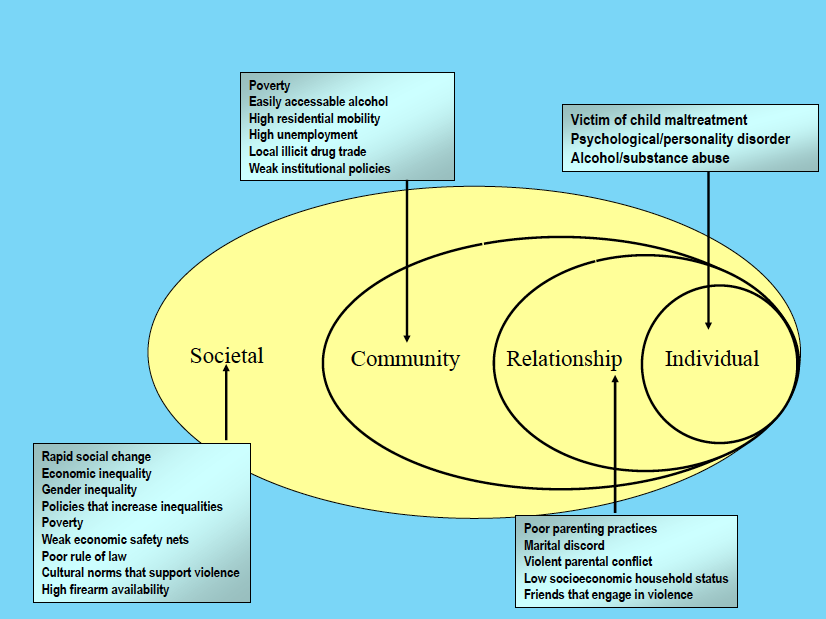 Poverty
Easily accessable alcohol
High residential mobility
High unemployment
Local illicit drug trade
Weak institutional policies
Victim of child maltreatment
Psychological/personality disorder
Alcohol/substance abuse
Societal
Community
Relationship
Individual
Rapid social change
Economic inequality
Gender inequality
Policies that increase inequalities
Poverty
Weak economic safety nets
Poor rule of law
Cultural norms that support violence
High firearm availability
Poor parenting practices
Marital discord
Violent parental conflict
Low socioeconomic household status
Friends that engage in violence